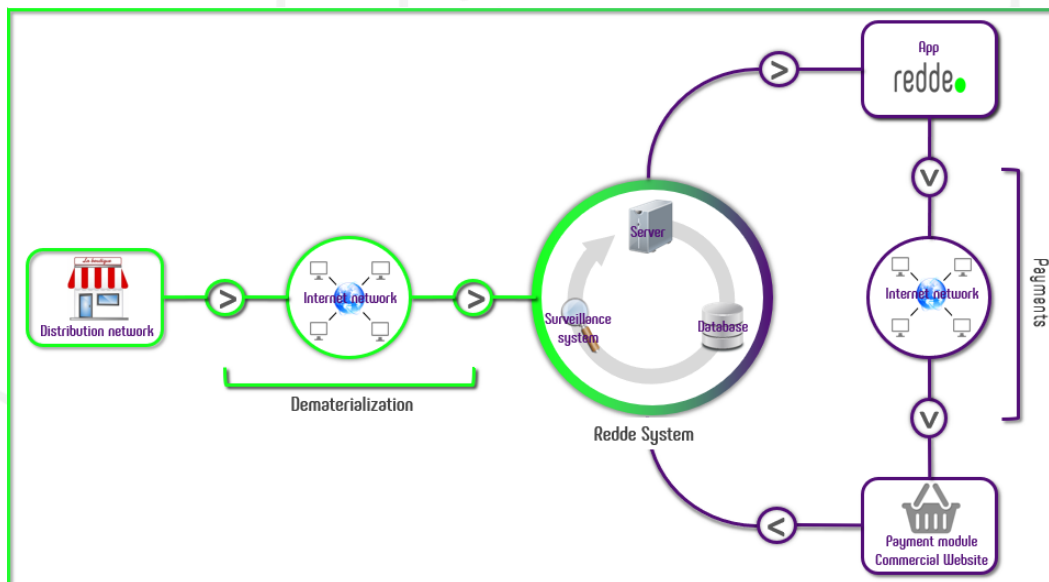 App
redde.
>
v
La boutique
Distribution network
>
Internet network
>
Dematerialization
Server
Surveillance
system
Database
Redde System
Internet network
Payments
v
<
Payment module
Commercial Website